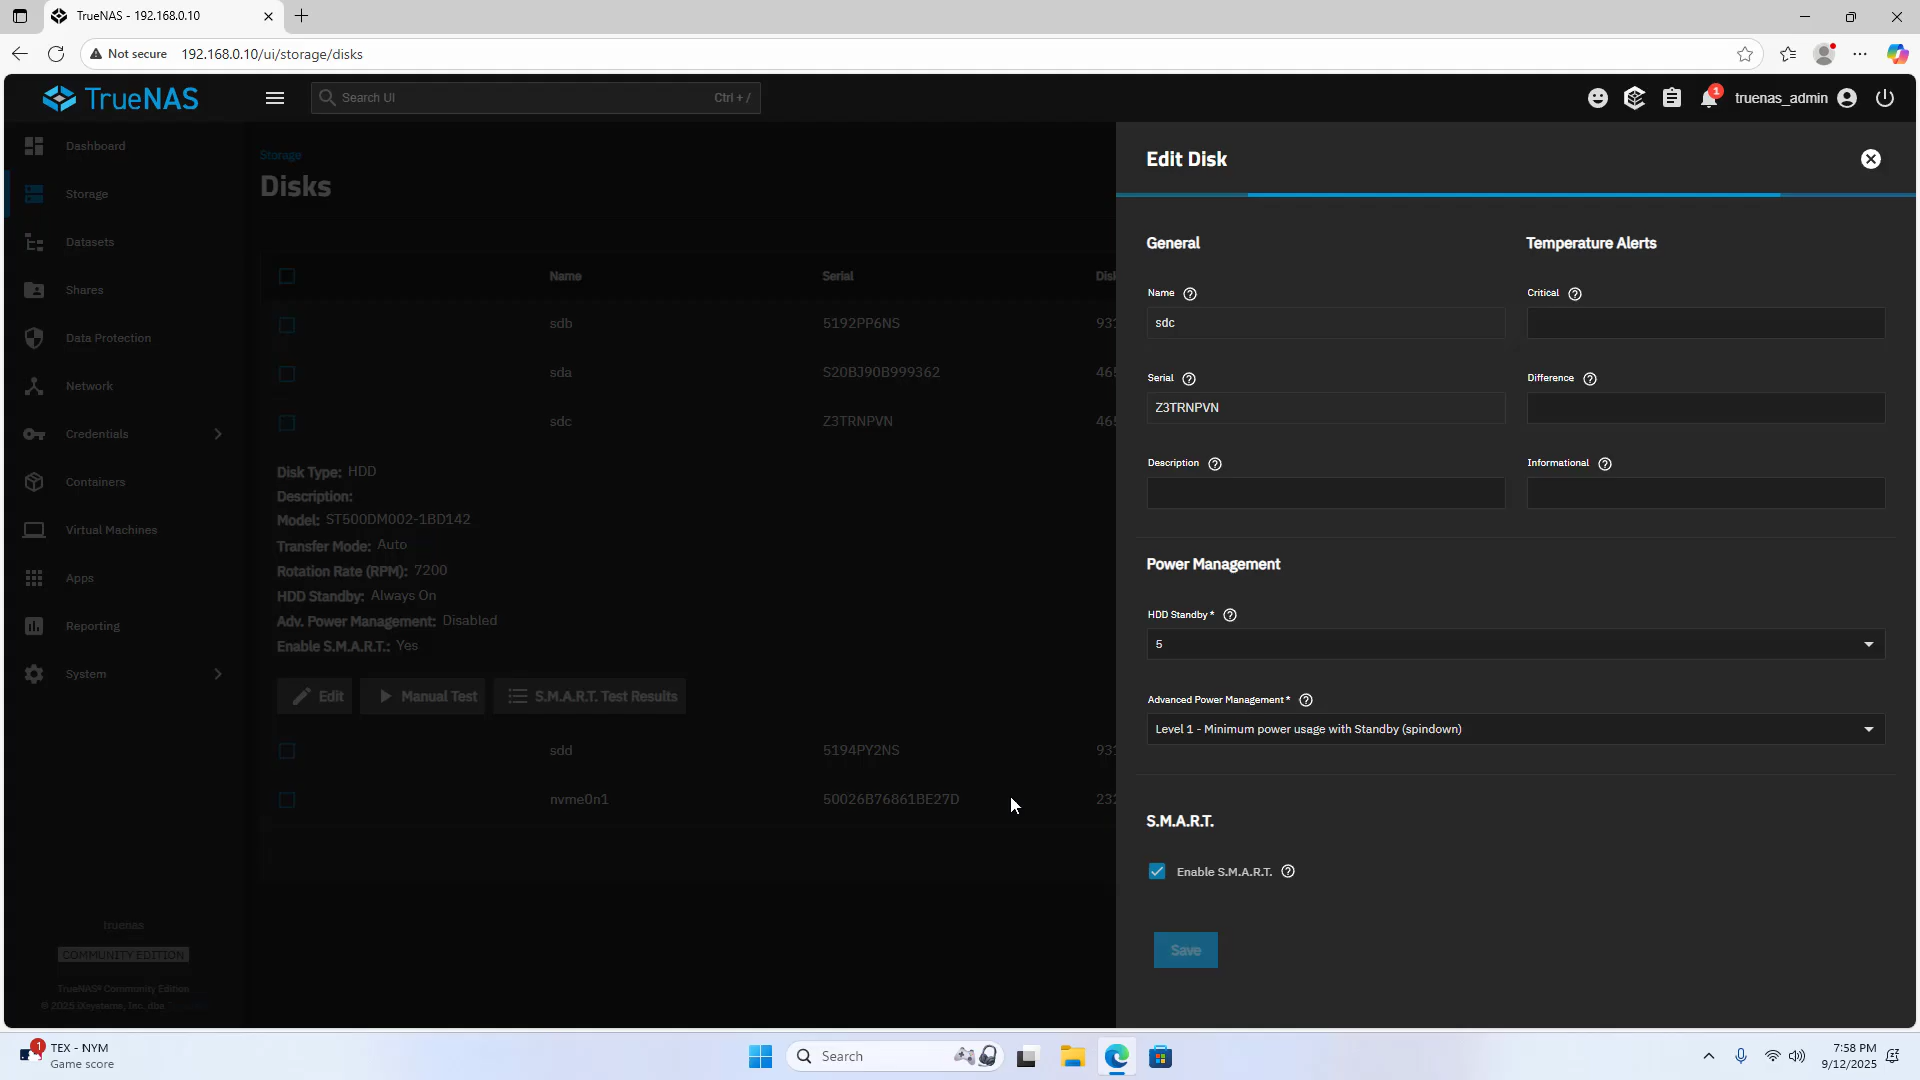 TrueNAS - 192.168.0.10
Not secure 192.168.0.10/ui/storage/disks
TrueNAS
Search UI Ctrl + /
1
truenas_admin
Dashboard
Storage
Datasets
Shares
Data Protection
Network
Credentials
Containers
Virtual Machines
Apps
Reporting
System
truenas
COMMUNITY EDITION
TrueNAS® Community Edition
© 2025 iXsystems, Inc. dba
Storage
Disks
Name Serial
sdb 5192PP6NS 931
sda S20BJ90B999362 465
sdc Z3TRNPVN 465
Disk Type: HDD
Description:
Model: ST500DM002-1BD142
Transfer Mode: Auto
Rotation Rate (RPM): 7200
HDD Standby: Always On
Adv. Power Management: Disabled
Enable S.M.A.R.T.: Yes
Edit Manual Test S.M.A.R.T. Test Results
sdd 5194PY2NS 931
nvme0n1 50026B76861BE27D 232
Edit Disk
General
Name
sdc
Serial
Z3TRNPVN
Description
Temperature Alerts
Critical
Difference
Informational
Power Management
HDD Standby *
5
Advanced Power Management *
Level 1 - Minimum power usage with Standby (spindown)
S.M.A.R.T.
Enable S.M.A.R.T.
Save
1
TEX - NYM
Game score
Search
7:58 PM
9/12/2025